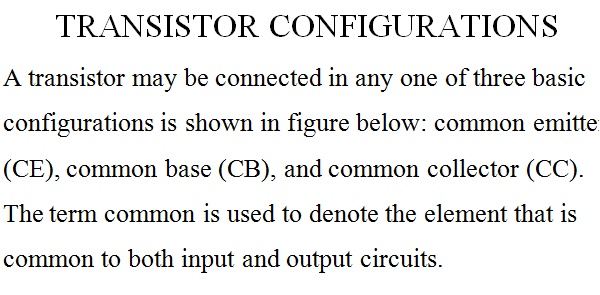 TRANSISTOR CONFIGURATIONS
A transistor may be connected in any one of three basic
configurations is shown in figure below: common emitte
(CE), common base (CB), and common collector (CC).
The term common is used to denote the element that is
common to both input and output circuits.